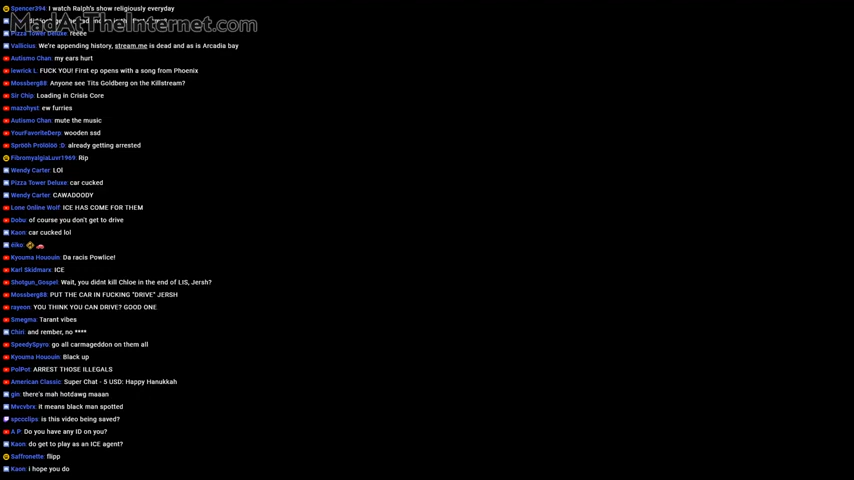 Spencer394: I watch Ralph's show religiously everyday
MadAtTheInternet.com
Pizza Tower Deluxe: reeee
Vallicius: We're appending history, stream.me is dead and as is Arcadia bay
Autismo Chan: my ears hurt
lewrick L: FUCK YOU! First ep opens with a song from Phoenix
Mossberg88: Anyone see Tits Goldberg on the Killstream?
Sir Chip: Loading in Crisis Core
mazohyst: ew furries
Autismo Chan: mute the music
YourFavoriteDerp: wooden ssd
Spröøh Prölölöö :D: already getting arrested
FibromyalgiaLuvr1969: Rip
Wendy Carter: LOl
Pizza Tower Deluxe: car cucked
Wendy Carter: CAWADOODY
Lone Online Wolf: ICE HAS COME FOR THEM
Dobu: of course you don't get to drive
Kaon: car cucked lol
eiko:
Kyouma Hououin: Da racis Powlice!
Karl Skidmarx: ICE
Shotgun_Gospel: Wait, you didnt kill Chloe in the end of LIS, Jersh?
Mossberg88: PUT THE CAR IN FUCKING "DRIVE" JERSH
rayeon: YOU THINK YOU CAN DRIVE? GOOD ONE
Smegma: Tarant vibes
Chiri: and rember, no ****
SpeedySpyro: go all carmageddon on them all
Kyouma Hououin: Black up
PolPot: ARREST THOSE ILLEGALS
American Classic: Super Chat - 5 USD: Happy Hanukkah
gin: there's mah hotdawg maaan
Mvcvbrx: it means black man spotted
spccclips: is this video being saved?
A P: Do you have any ID on you?
Kaon: do get to play as an ICE agent?
Saffronette: flipp
Kaon: i hope you do